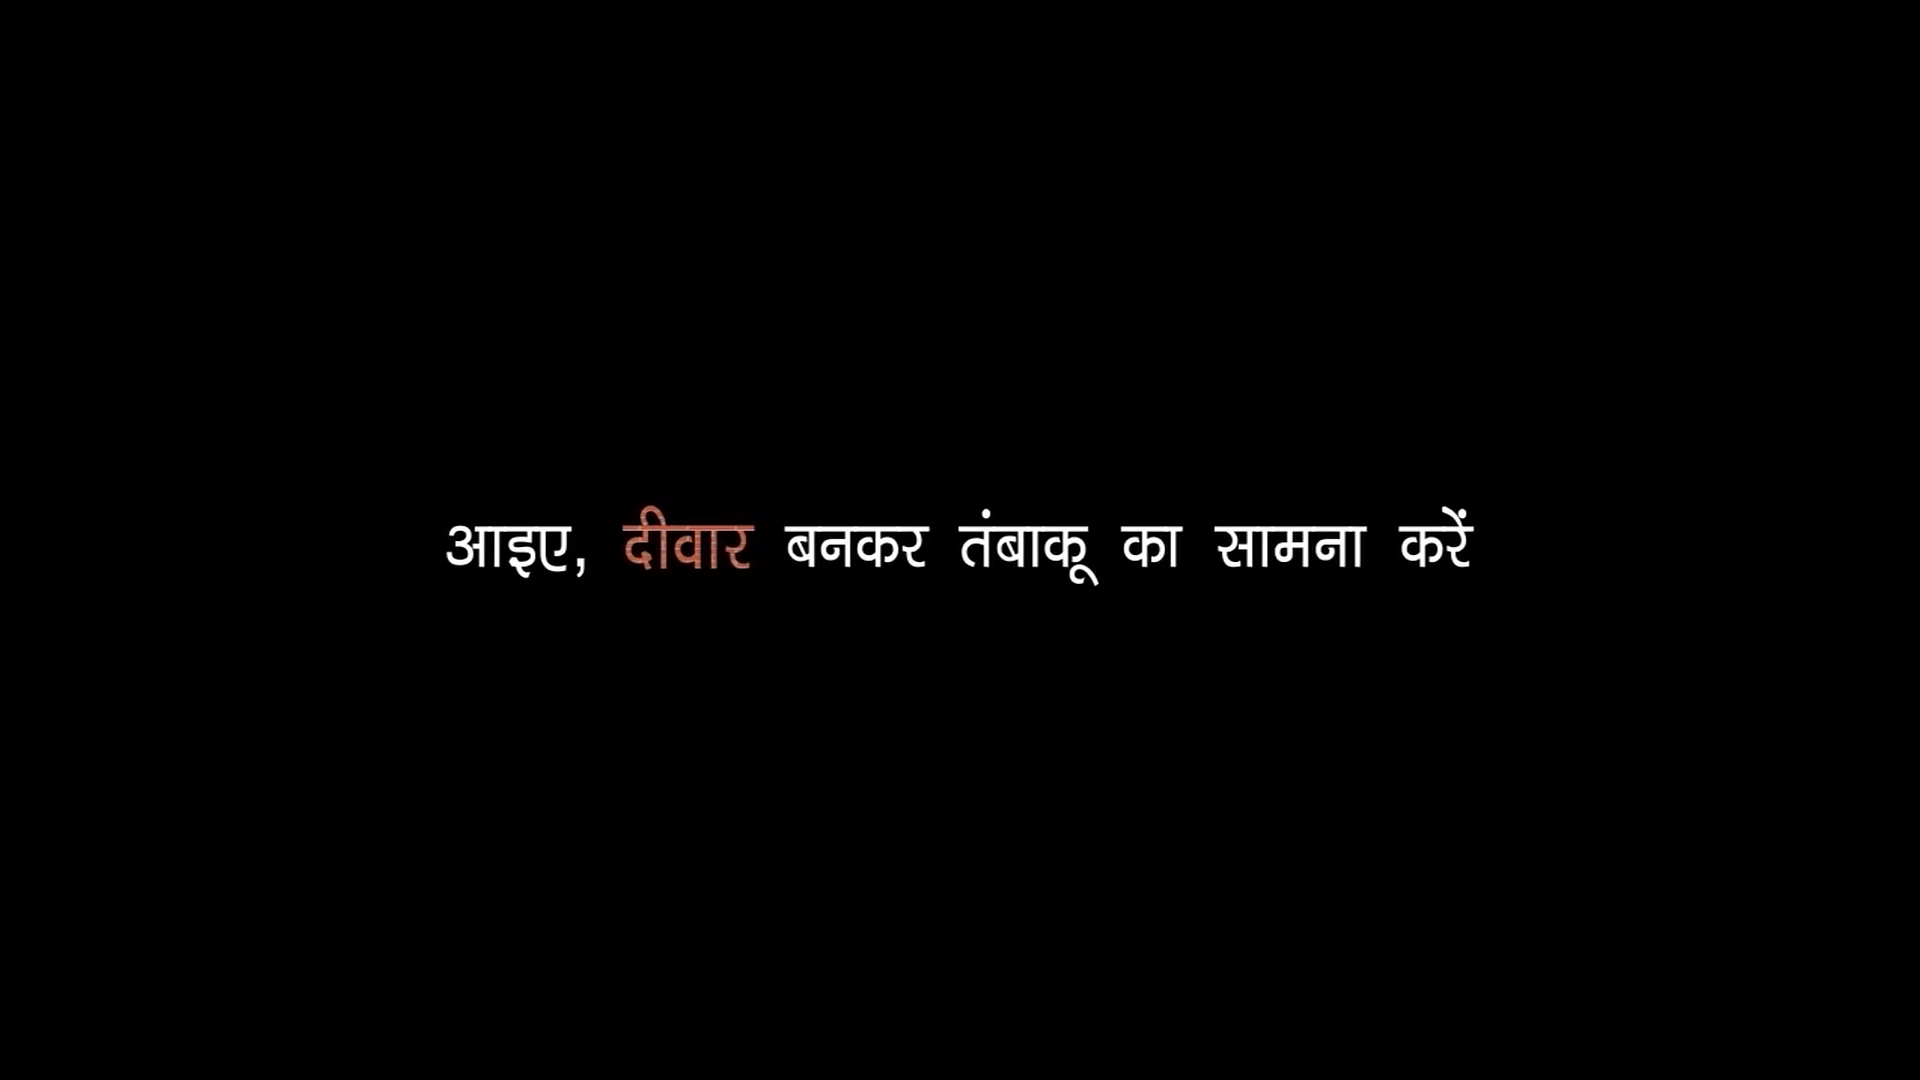 आइए, दीवार बनकर तंबाकू का सामना करें